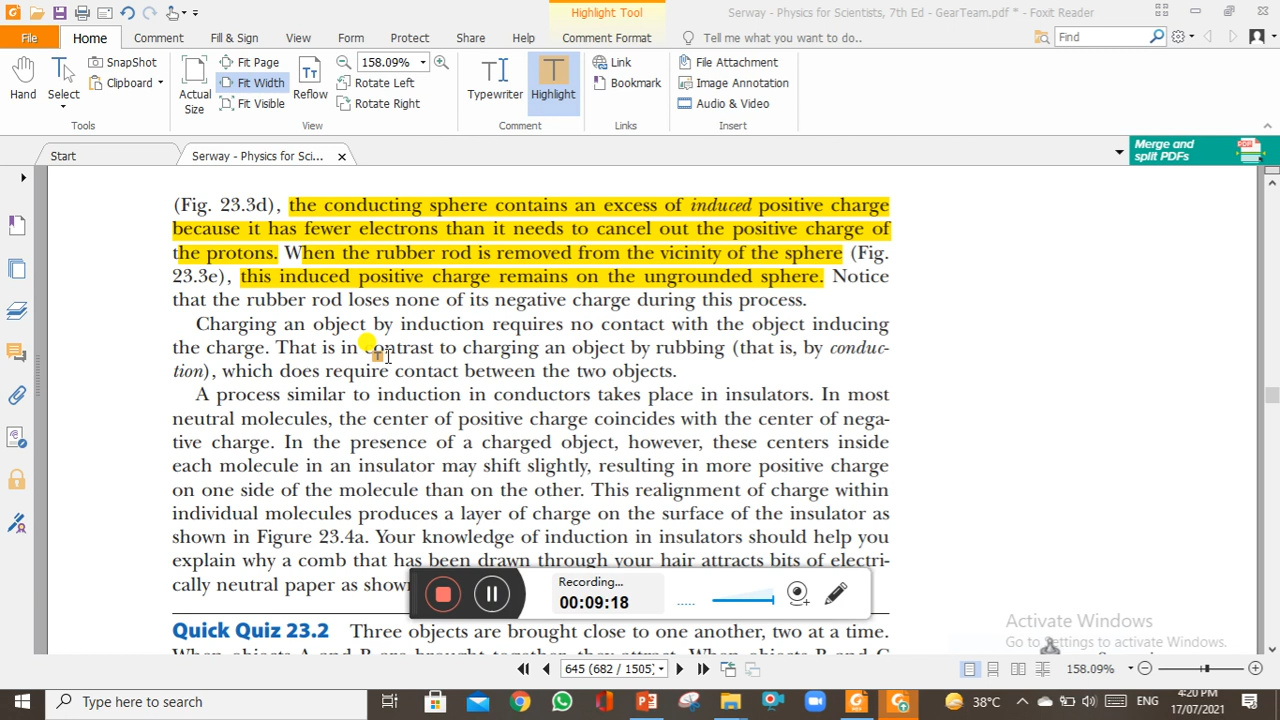 Highlight Tool
Serway - Physics for Scientists, 7th Ed - GearTeam.pdf * - Foxit Reader
File Home Comment Fill & Sign View Form Protect Share Help Comment Format Tell me what you want to do.. Find
Hand Select SnapShot Clipboard Actual Size Fit Page Fit Width Fit Visible Reflow 158.09% Rotate Left Rotate Right Typewriter Highlight Link Bookmark File Attachment Image Annotation Audio & Video
Tools View Comment Links Insert
Start Serway - Physics for Sci... Merge and split PDFs
(Fig. 23.3d), the conducting sphere contains an excess of induced positive charge
because it has fewer electrons than it needs to cancel out the positive charge of
the protons. When the rubber rod is removed from the vicinity of the sphere (Fig.
23.3e), this induced positive charge remains on the ungrounded sphere. Notice
that the rubber rod loses none of its negative charge during this process.
Charging an object by induction requires no contact with the object inducing
the charge. That is in contrast to charging an object by rubbing (that is, by conduc-
tion), which does require contact between the two objects.
A process similar to induction in conductors takes place in insulators. In most
neutral molecules, the center of positive charge coincides with the center of nega-
tive charge. In the presence of a charged object, however, these centers inside
each molecule in an insulator may shift slightly, resulting in more positive charge
on one side of the molecule than on the other. This realignment of charge within
individual molecules produces a layer of charge on the surface of the insulator as
shown in Figure 23.4a. Your knowledge of induction in insulators should help you
explain why a comb that has been drawn through your hair attracts bits of electri-
cally neutral paper as show
Recording...
00:09:18
Activate Windows
Go to Settings to activate Windows.
Quick Quiz 23.2 Three objects are brought close to one another, two at a time.
645 (682 / 1505) 158.09%
Type here to search
38°C ENG
4:20 PM
17/07/2021